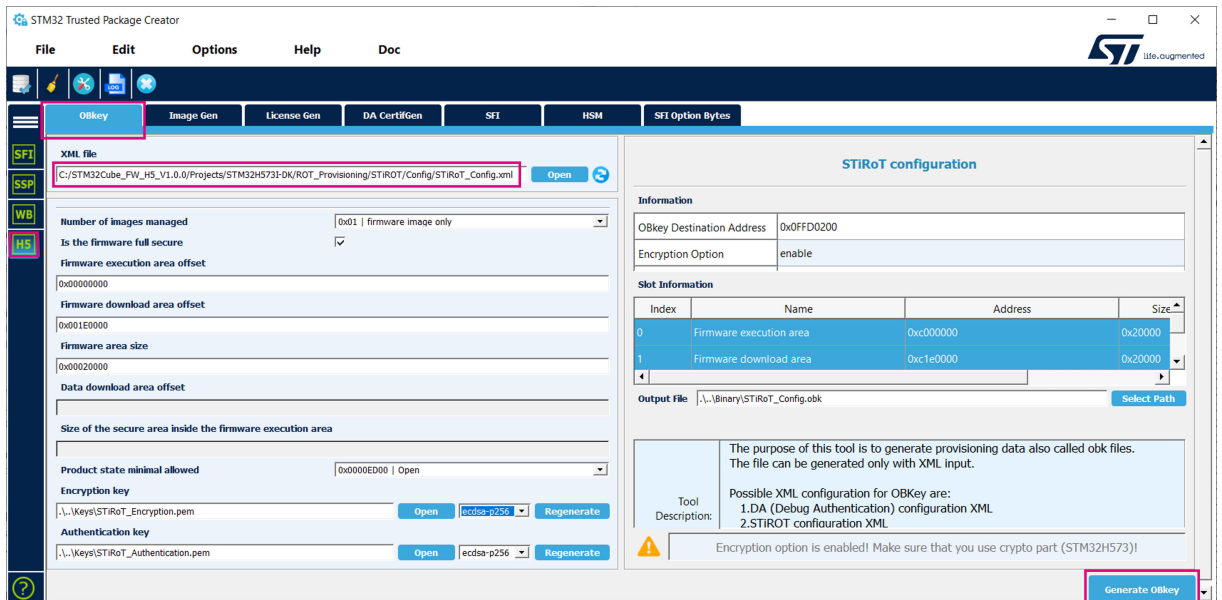 STM32 Trusted Package Creator
File Edit Options Help Doc
life.augmented
LOG
OBkey Image Gen License Gen DA CertifGen SFI HSM SFI Option Bytes
SFI
SSP
WB
H5
XML file
C:/STM32Cube_FW_H5_V1.0.0/Projects/STM32H573I-DK/ROT_Provisioning/STiROT/Config/STiRoT_Config.xml Open
Number of images managed 0x01 | firmware image only
Is the firmware full secure
Firmware execution area offset
0x00000000
Firmware download area offset
0x001E0000
Firmware area size
0x00020000
Data download area offset
Size of the secure area inside the firmware execution area
Product state minimal allowed 0x0000ED00 | Open
Encryption key
.\..\Keys\STiRoT_Encryption.pem Open ecdsa-p256 Regenerate
Authentication key
.\..\Keys\STiRoT_Authentication.pem Open ecdsa-p256 Regenerate
STiRoT configuration
Information
OBkey Destination Address 0x0FFD0200
Encryption Option enable
Slot Information
Index Name Address Size
0 Firmware execution area 0xc000000 0x20000
1 Firmware download area 0xc1e0000 0x20000
Output File .\..\Binary\STiRoT_Config.obk Select Path
Tool Description:
The purpose of this tool is to generate provisioning data also called obk files.
The file can be generated only with XML input.
Possible XML configuration for OBKey are:
1.DA (Debug Authentication) configuration XML
2.STiROT configuration XML
Encryption option is enabled! Make sure that you use crypto part (STM32H573)!
Generate OBkey